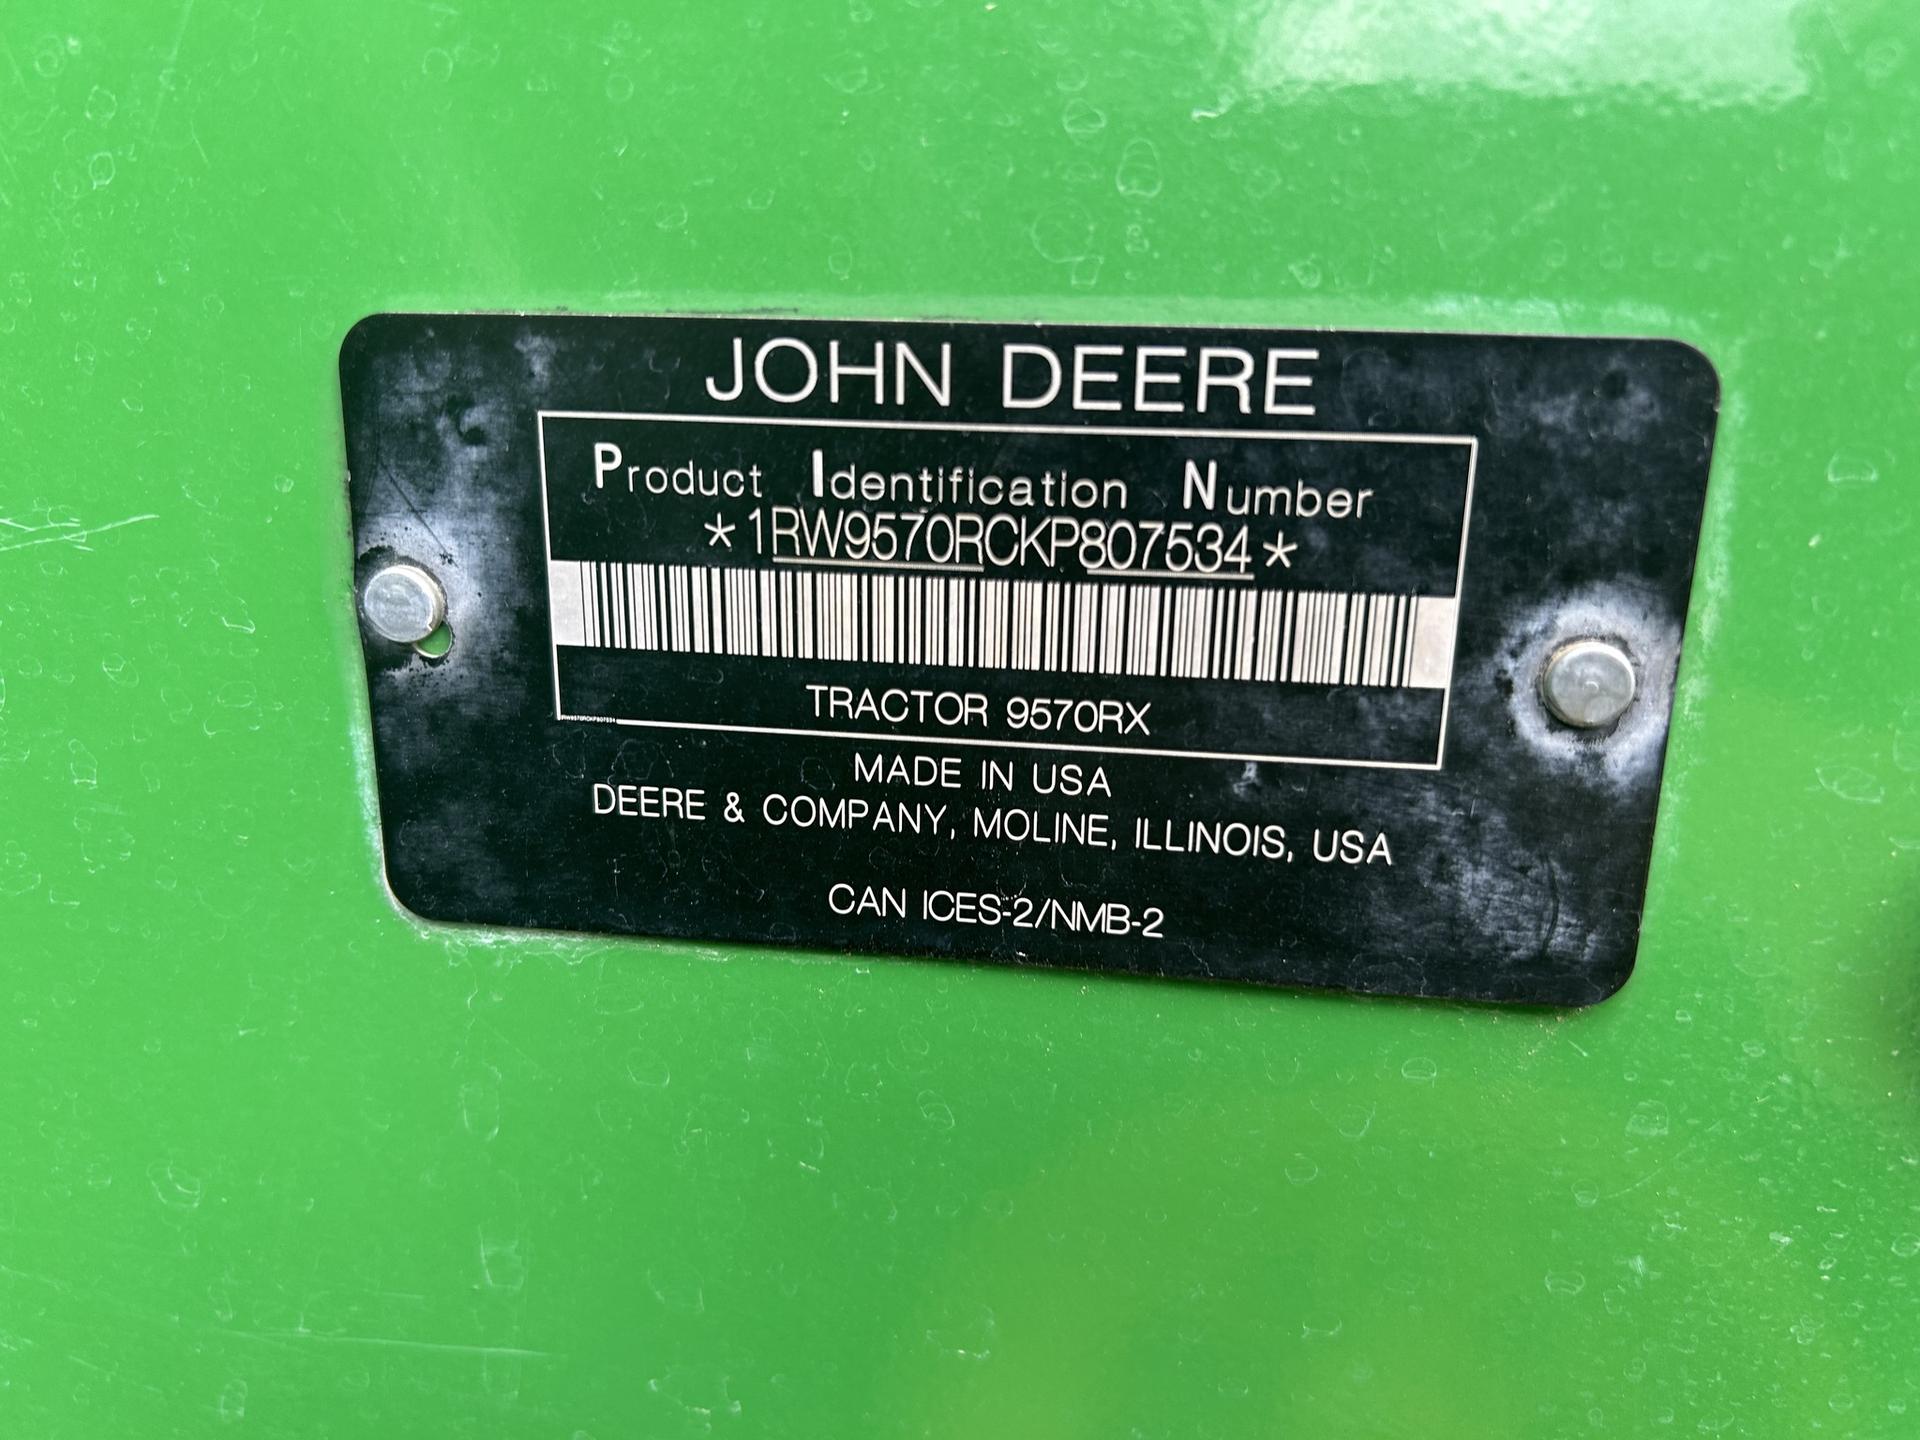 JOHN DEERE
Product Identification Number
*1RW9570RCKP807534*
TRACTOR 9570RX
1RW9570RCKP807534
MADE IN USA
DEERE & COMPANY, MOLINE, ILLINOIS, USA
CAN ICES-2/NMB-2